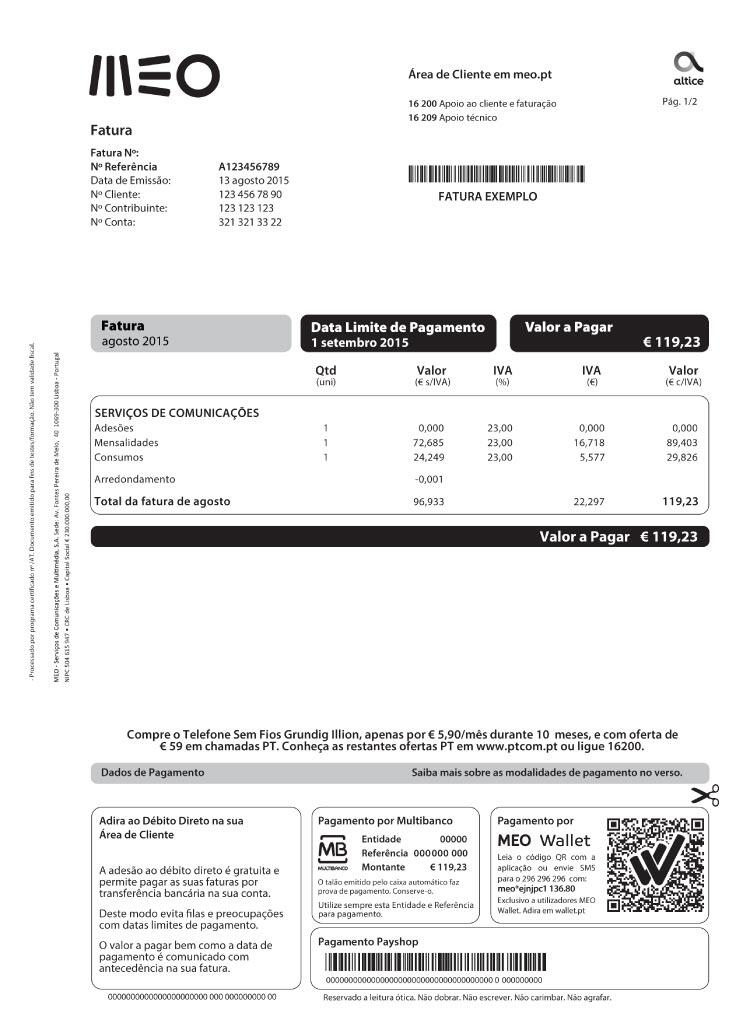 MEO
Área de Cliente em meo.pt
altice
16 200 Apoio ao cliente e faturação
16 209 Apoio técnico
Pág. 1/2
Fatura
Fatura Nº:
Nº Referência A123456789
Data de Emissão: 13 agosto 2015
Nº Cliente: 123 456 78 90
Nº Contribuinte: 123 123 123
Nº Conta: 321 321 33 22
FATURA EXEMPLO
Fatura
agosto 2015
Data Limite de Pagamento
1 setembro 2015
Valor a Pagar
€ 119,23
Qtd Valor IVA IVA Valor
(uni) (€ s/IVA) (%) (€) (€ c/IVA)
SERVIÇOS DE COMUNICAÇÕES
Adesões 1 0,000 23,00 0,000 0,000
Mensalidades 1 72,685 23,00 16,718 89,403
Consumos 1 24,249 23,00 5,577 29,826
Arredondamento -0,001
Total da fatura de agosto 96,933 22,297 119,23
Valor a Pagar € 119,23
- Processado por programa certificado nº /AT. Documento emitido para fins de testes/formação. Não tem validade fiscal.
MEO - Serviços de Comunicações e Multimédia, S.A. Sede: Av. Fontes Pereira de Melo, 40 1069-300 Lisboa - Portugal
NIPC 504 615 947 • CRC de Lisboa • Capital Social € 230.000.000,00
Compre o Telefone Sem Fios Grundig Illion, apenas por € 5,90/mês durante 10 meses, e com oferta de
€ 59 em chamadas PT. Conheça as restantes ofertas PT em www.ptcom.pt ou ligue 16200.
Dados de Pagamento Saiba mais sobre as modalidades de pagamento no verso.
Adira ao Débito Direto na sua
Área de Cliente
A adesão ao débito direto é gratuita e
permite pagar as suas faturas por
transferência bancária na sua conta.
Deste modo evita filas e preocupações
com datas limites de pagamento.
O valor a pagar bem como a data de
pagamento é comunicado com
antecedência na sua fatura.
Pagamento por Multibanco
MB
MULTIBANCO
Entidade 00000
Referência 000000 000
Montante € 119,23
O talão emitido pelo caixa automático faz
prova de pagamento. Conserve-o.
Utilize sempre esta Entidade e Referência
para pagamento.
Pagamento por
MEO Wallet
Leia o código QR com a
aplicação ou envie SMS
para o 296 296 296 com:
meo*ejnjpc1 136.80
Exclusivo a utilizadores MEO
Wallet. Adira em wallet.pt
Pagamento Payshop
000000000000000000000000000000000000000 0 000000000
0000000000000000000000 000 000000000 00
Reservado a leitura ótica. Não dobrar. Não escrever. Não carimbar. Não agrafar.